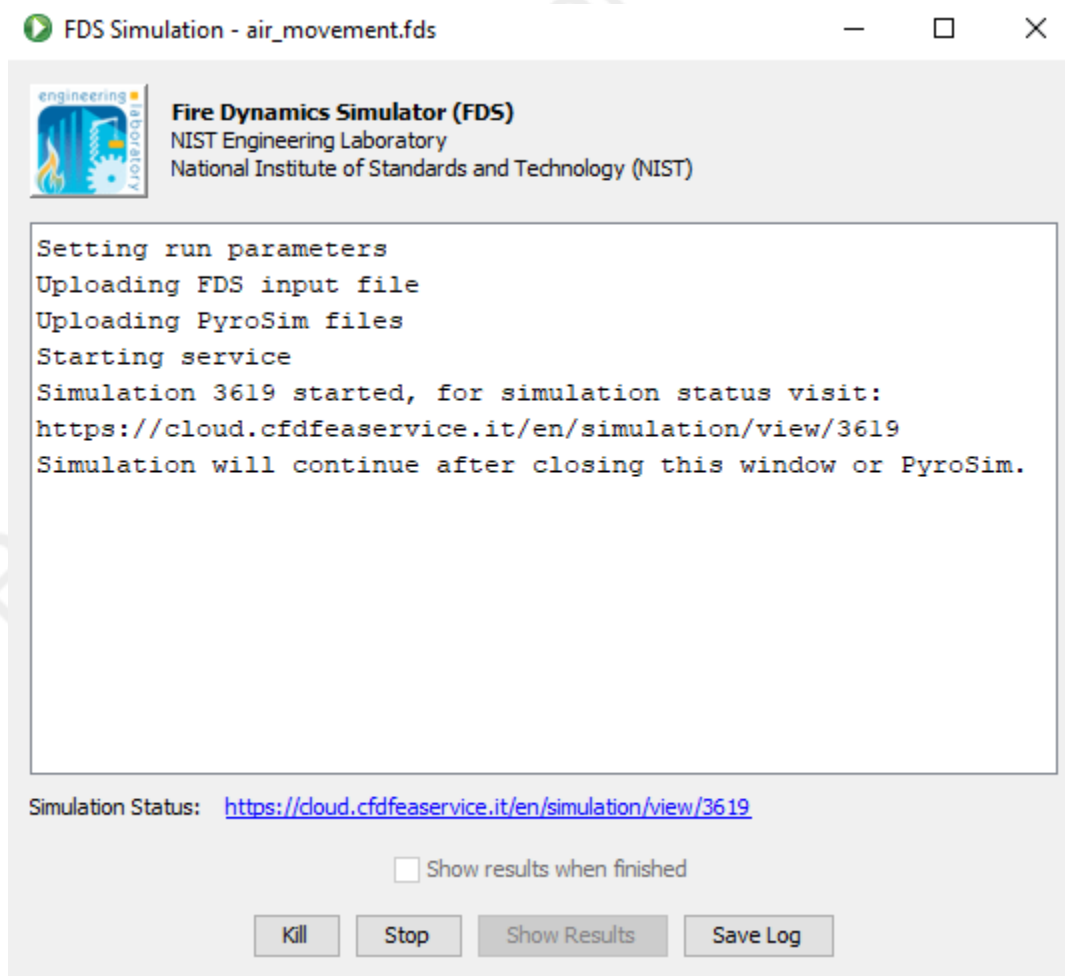 FDS Simulation - air_movement.fds
engineering
laboratory
Fire Dynamics Simulator (FDS)
NIST Engineering Laboratory
National Institute of Standards and Technology (NIST)
Setting run parameters
Uploading FDS input file
Uploading PyroSim files
Starting service
Simulation 3619 started, for simulation status visit:
https://cloud.cfdfeaservice.it/en/simulation/view/3619
Simulation will continue after closing this window or PyroSim.
Simulation Status: https://cloud.cfdfeaservice.it/en/simulation/view/3619
Show results when finished
Kill Stop Show Results Save Log